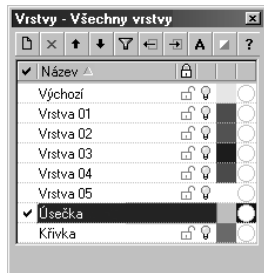 Vrstvy - Všechny vrstvy
A ?
Název
Výchozí
Vrstva 01
Vrstva 02
Vrstva 03
Vrstva 04
Vrstva 05
Úsečka
Křivka